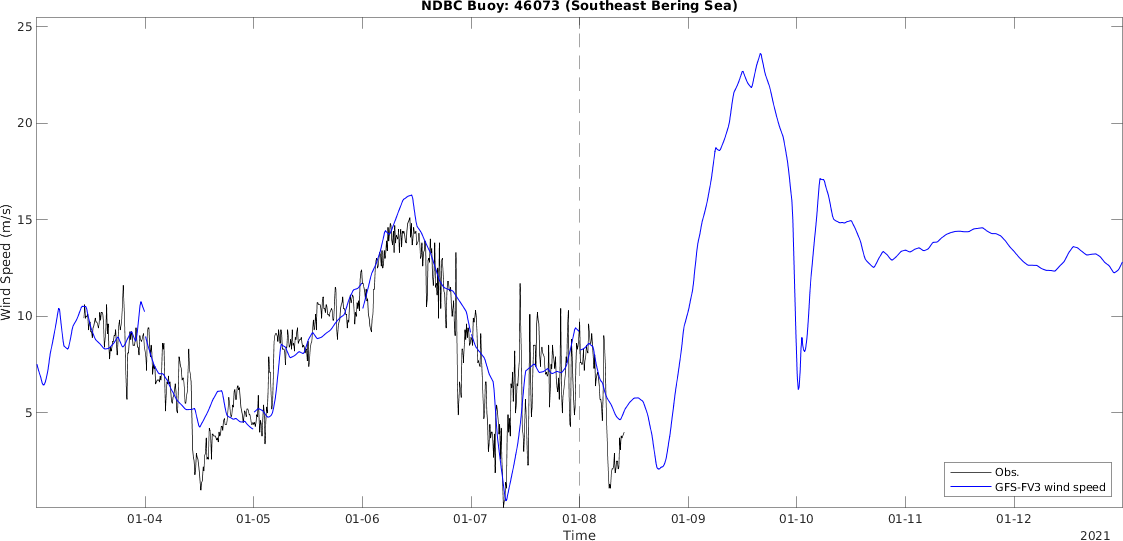 NDBC Buoy: 46073 (Southeast Bering Sea)
25
20
15
10
5
Wind Speed (m/s)
Obs.
GFS-FV3 wind speed
01-04 01-05 01-06 01-07 01-08 01-09 01-10 01-11 01-12
Time
2021